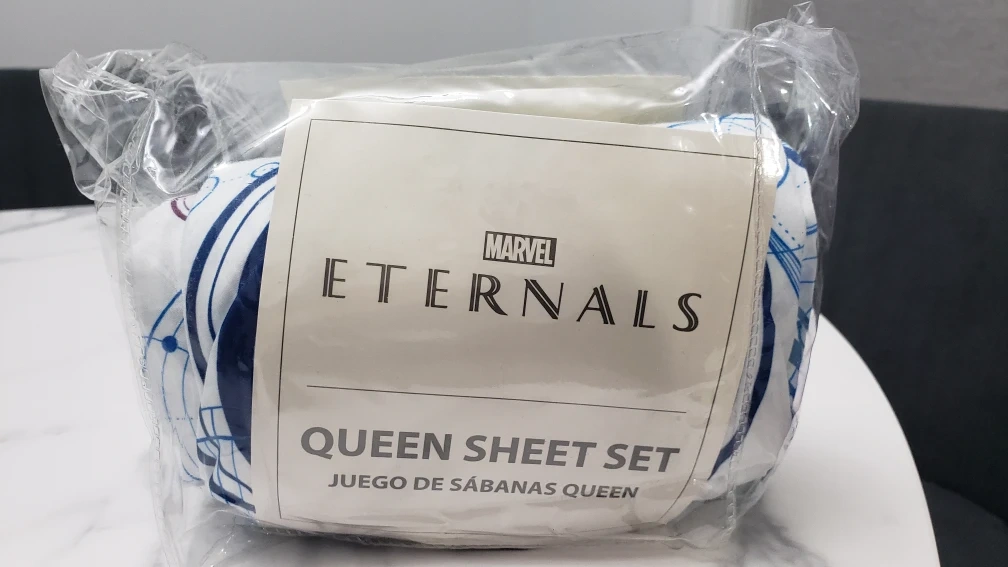 MARVEL
ETERNALS
QUEEN SHEET SET
JUEGO DE SÁBANAS QUEEN